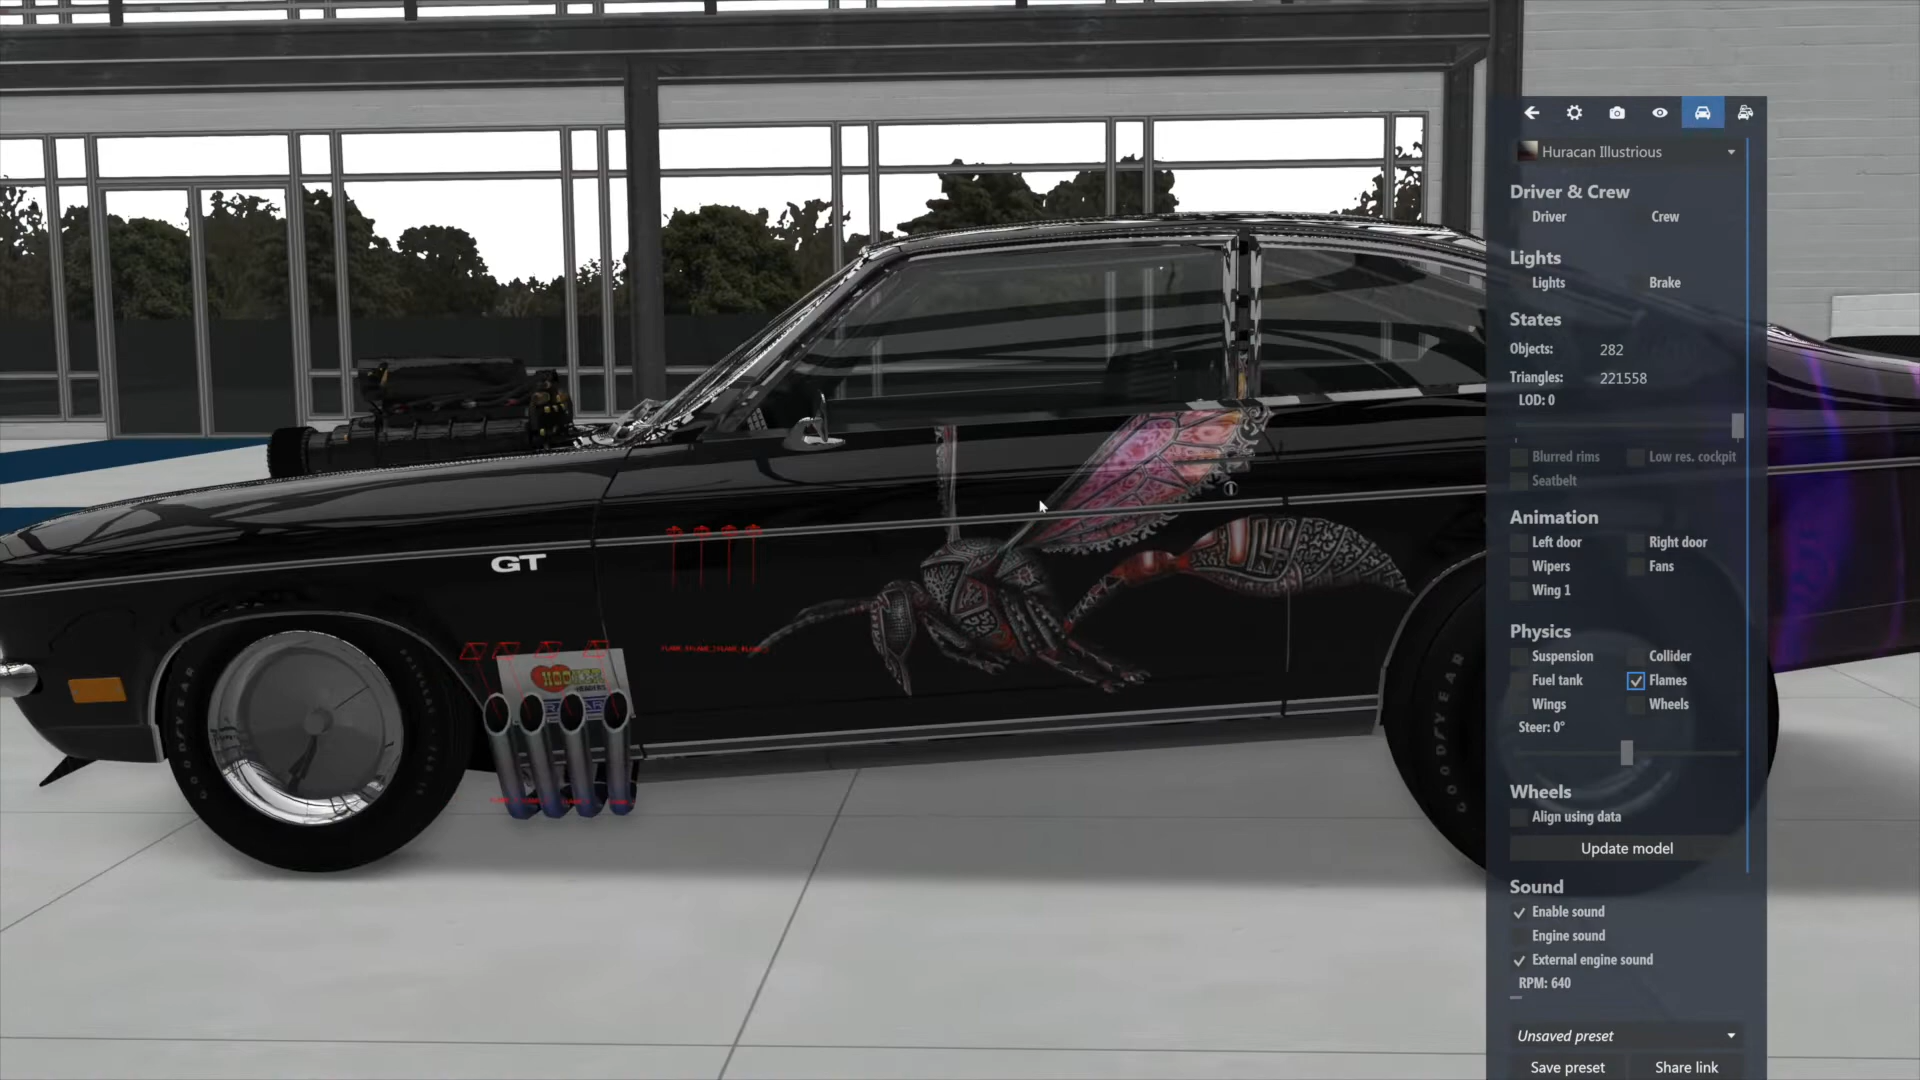 Huracan Illustrious
Driver & Crew
Driver Crew
Lights
Lights Brake
States
Objects: 282
Triangles: 221558
LOD: 0
Blurred rims Low res. cockpit
Seatbelt
Animation
Left door Right door
Wipers Fans
Wing 1
Physics
Suspension Collider
Fuel tank Flames
Wings Wheels
Steer: 0°
Wheels
Align using data
Update model
Sound
Enable sound
Engine sound
External engine sound
RPM: 640
Unsaved preset
Save preset Share link
GT
HOOKER
HEADERS
GOODYEAR
GOODYEAR